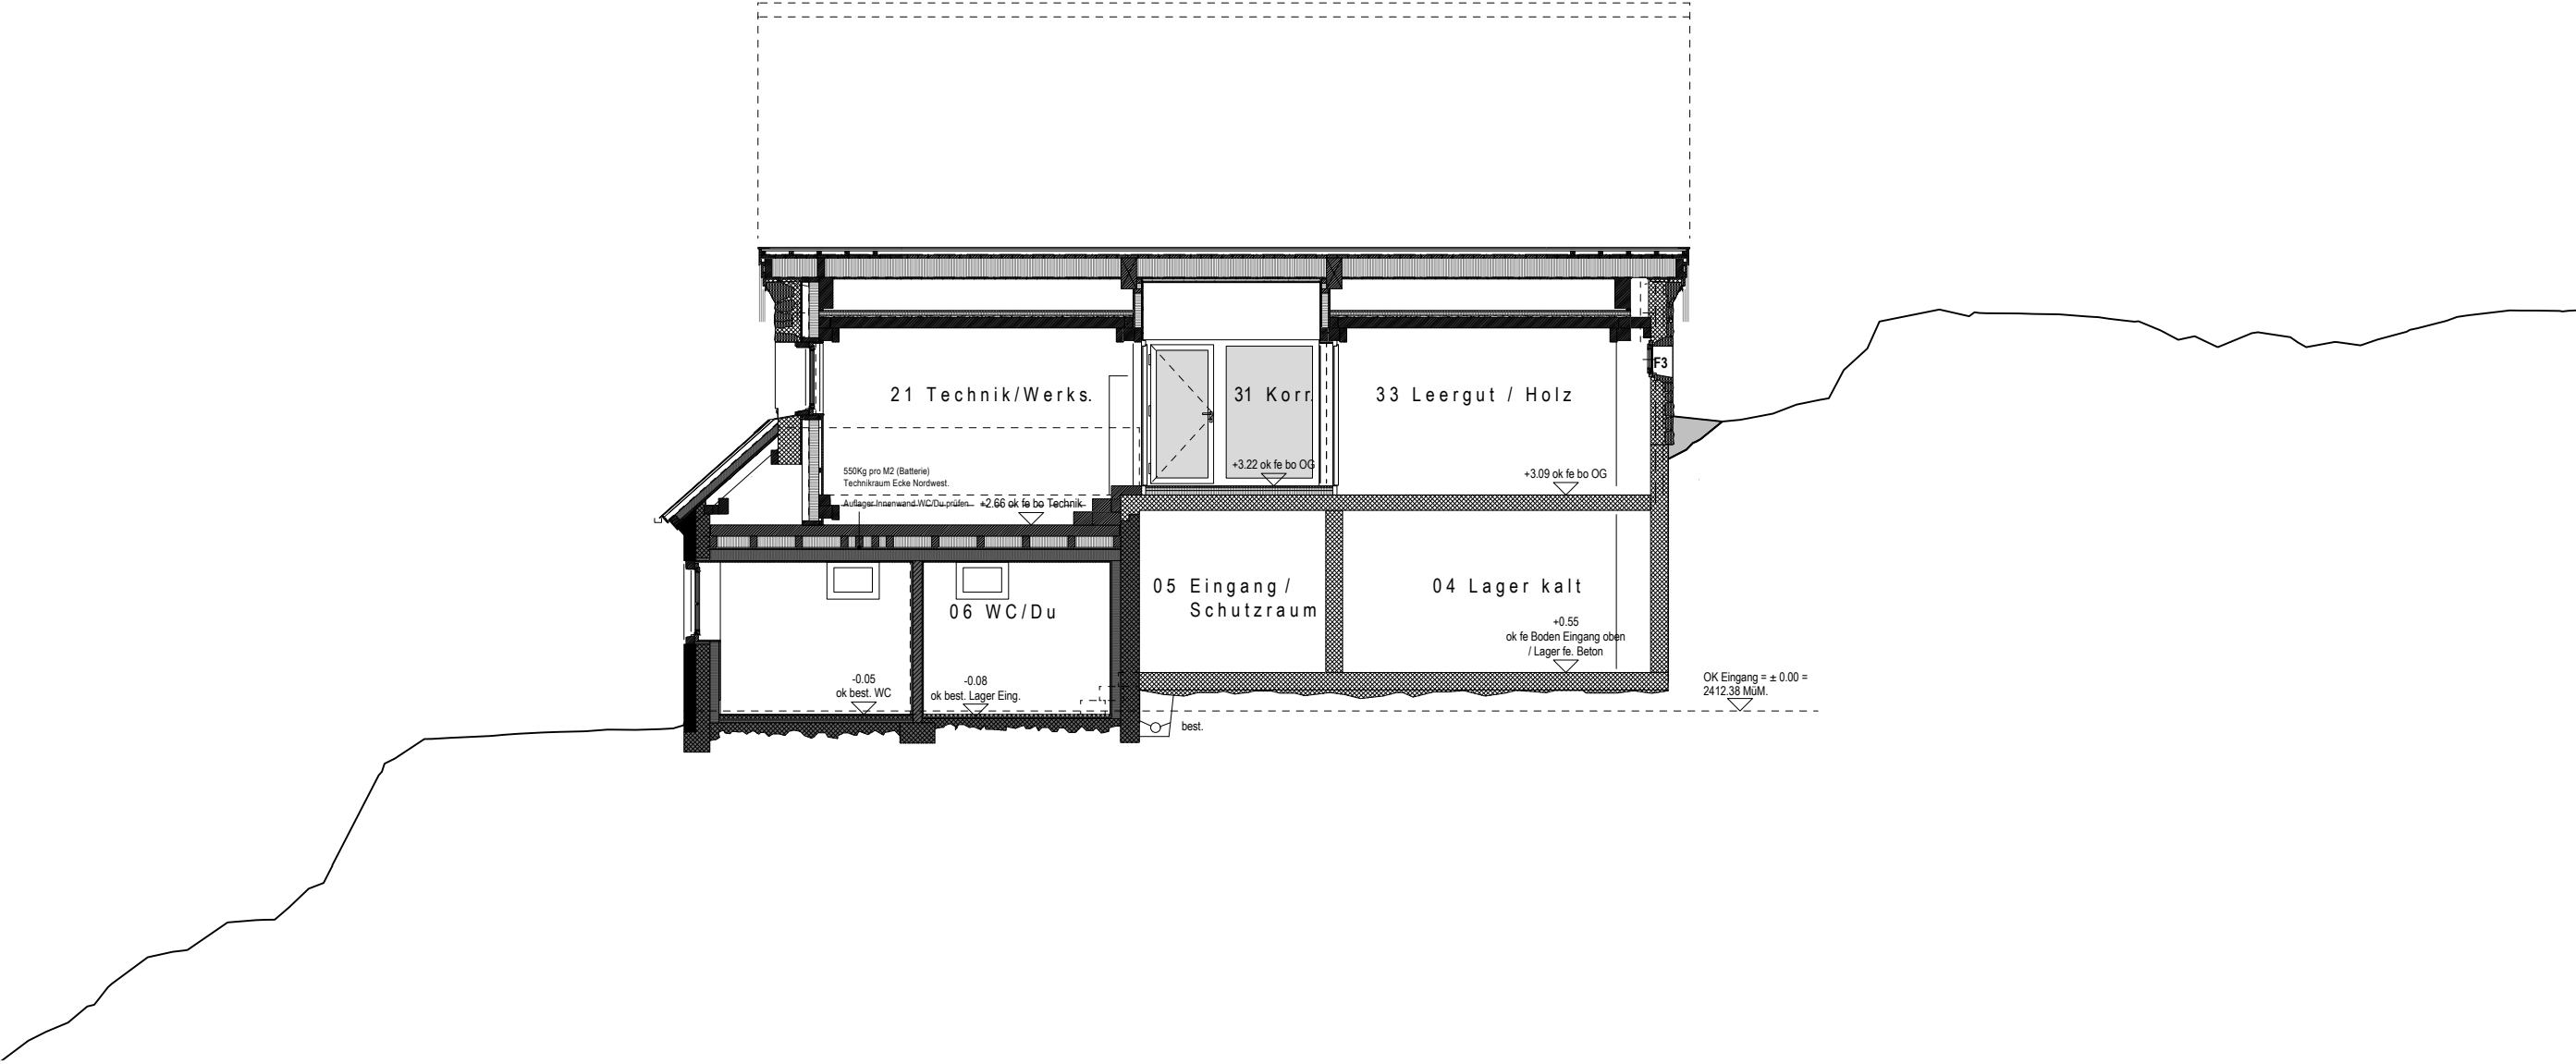 F3
21 Technik/Werks.
31 Korr.
33 Leergut / Holz
550Kg pro M2 (Batterie)
Technikraum Ecke Nordwest.
Auflager Innenwand WC/Du prüfen
+2.66 ok fe bo Technik
+3.22 ok fe bo OG
+3.09 ok fe bo OG
05 Eingang /
Schutzraum
04 Lager kalt
06 WC/Du
+0.55
ok fe Boden Eingang oben
/ Lager fe. Beton
-0.05
ok best. WC
-0.08
ok best. Lager Eing.
OK Eingang = ± 0.00 =
2412.38 MüM.
best.